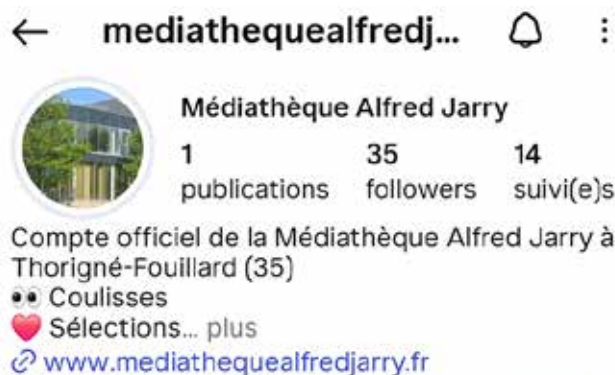 mediathequealfredj...
Médiathèque Alfred Jarry
1 35 14
publications followers suivi(e)s
Compte officiel de la Médiathèque Alfred Jarry à
Thorigné-Fouillard (35)
👀 Coulisses
❤️ Sélections... plus
www.mediathequealfredjarry.fr